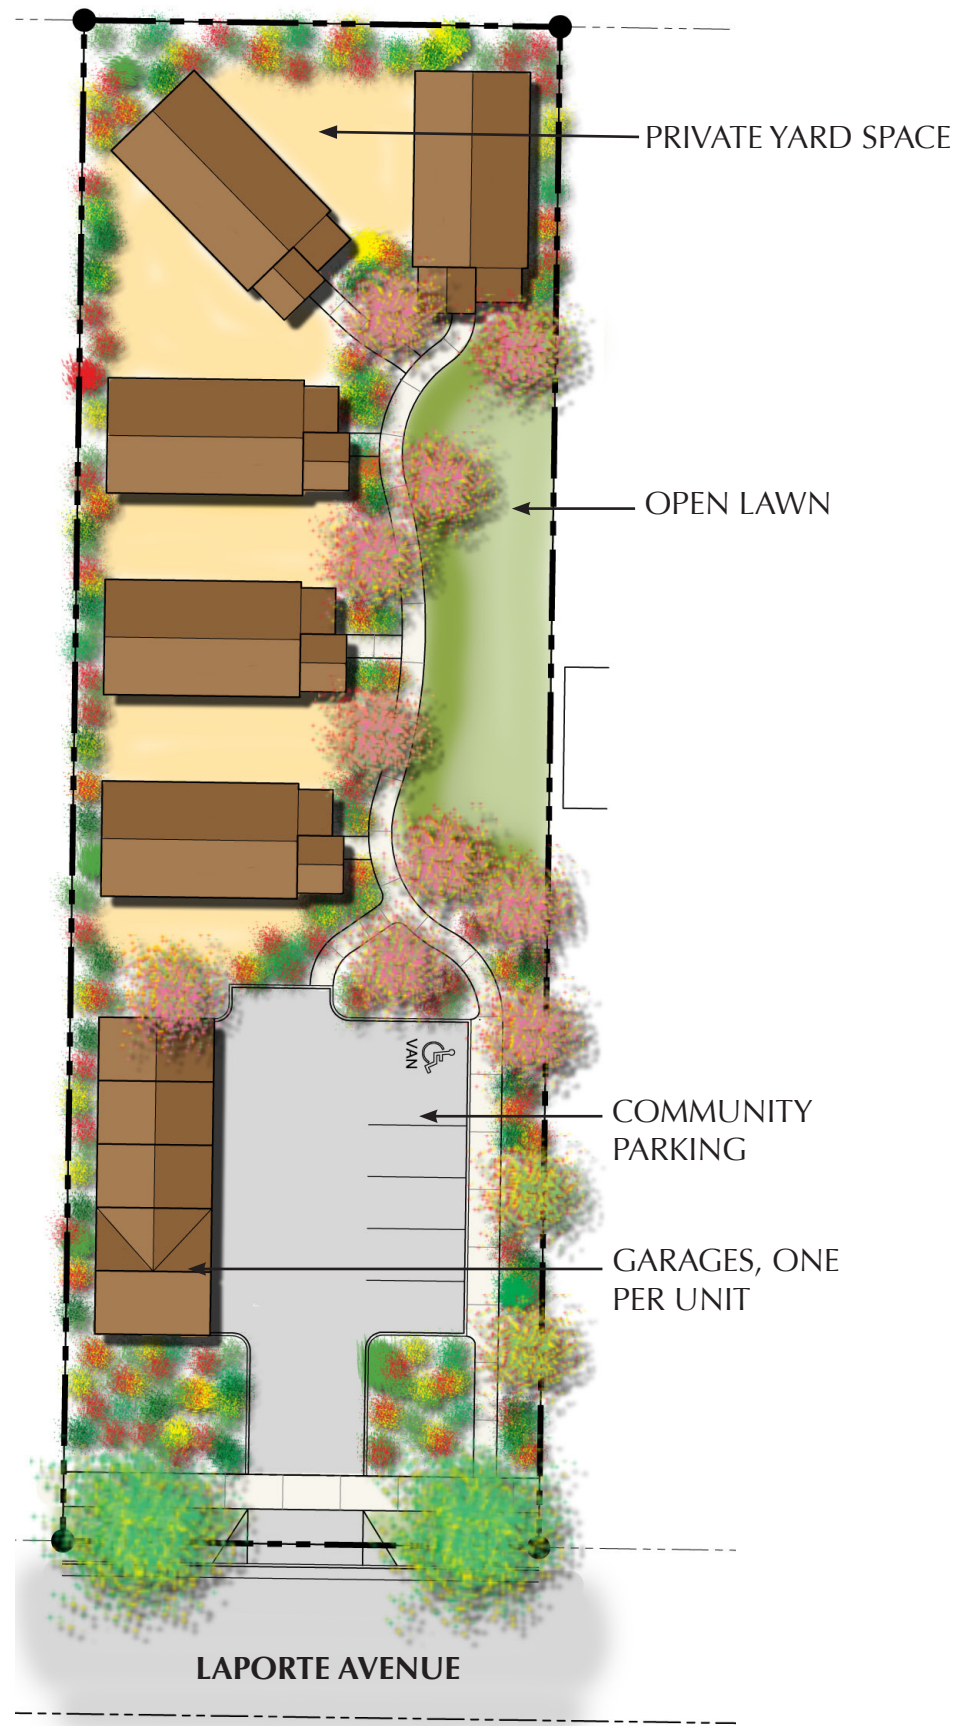 PRIVATE YARD SPACE
OPEN LAWN
VAN
COMMUNITY
PARKING
GARAGES, ONE
PER UNIT
LAPORTE AVENUE